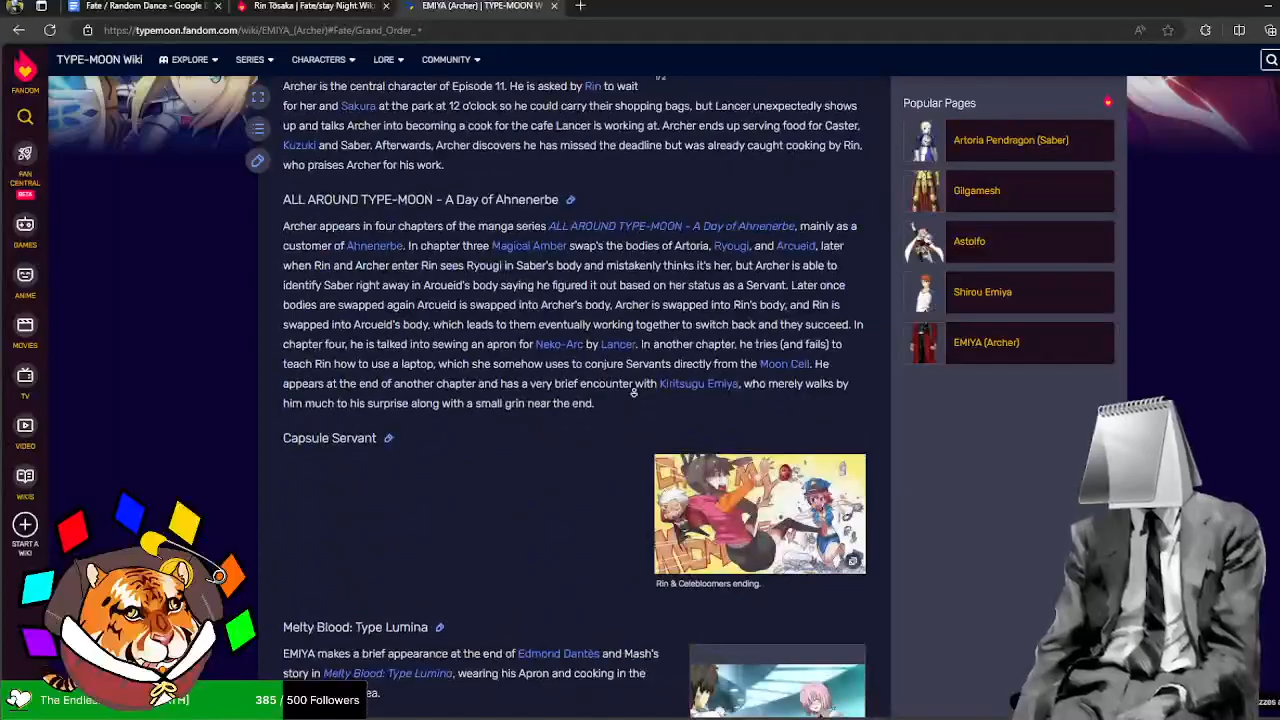 Fate / Random Dance - Google D
Rin Tōsaka | Fate/stay Night Wiki
EMIYA (Archer) | TYPE-MOON W
https://typemoon.fandom.com/wiki/EMIYA_(Archer)#Fate/Grand_Order_*
TYPE-MOON Wiki
EXPLORE
SERIES
CHARACTERS
LORE
COMMUNITY
FANDOM
FAN CENTRAL
BETA
GAMES
ANIME
MOVIES
TV
VIDEO
WIKIS
START A WIKI
Archer is the central character of Episode 11. He is asked by Rin to wait
for her and Sakura at the park at 12 o'clock so he could carry their shopping bags, but Lancer unexpectedly shows
up and talks Archer into becoming a cook for the cafe Lancer is working at. Archer ends up serving food for Caster,
Kuzuki and Saber. Afterwards, Archer discovers he has missed the deadline but was already caught cooking by Rin,
who praises Archer for his work.
ALL AROUND TYPE-MOON - A Day of Ahnenerbe
Archer appears in four chapters of the manga series ALL AROUND TYPE-MOON - A Day of Ahnenerbe, mainly as a
customer of Ahnenerbe. In chapter three Magical Amber swap's the bodies of Artoria, Ryougi, and Arcueid, later
when Rin and Archer enter Rin sees Ryougi in Saber's body and mistakenly thinks it's her, but Archer is able to
identify Saber right away in Arcueid's body saying he figured it out based on her status as a Servant. Later once
bodies are swapped again Arcueid is swapped into Archer's body, Archer is swapped into Rin's body, and Rin is
swapped into Arcueid's body, which leads to them eventually working together to switch back and they succeed. In
chapter four, he is talked into sewing an apron for Neko-Arc by Lancer. In another chapter, he tries (and fails) to
teach Rin how to use a laptop, which she somehow uses to conjure Servants directly from the Moon Cell. He
appears at the end of another chapter and has a very brief encounter with Kiritsugu Emiya, who merely walks by
him much to his surprise along with a small grin near the end.
Capsule Servant
Rin & Celebloomers ending.
Melty Blood: Type Lumina
EMIYA makes a brief appearance at the end of Edmond Dantès and Mash's
story in Melty Blood: Type Lumina, wearing his Apron and cooking in the
Popular Pages
Artoria Pendragon (Saber)
Gilgamesh
Astolfo
Shirou Emiya
EMIYA (Archer)
The Endles
385 / 500 Followers